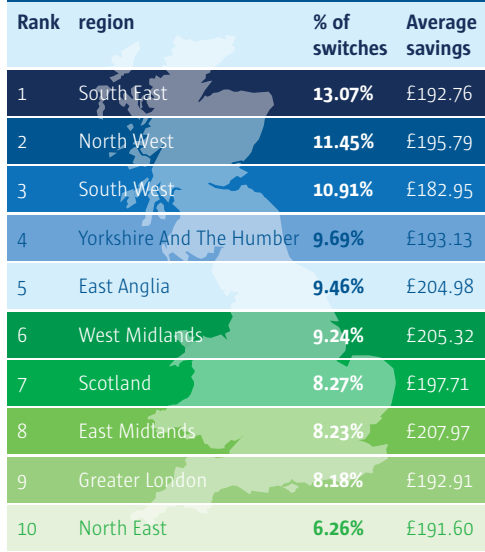 Rank region % of switches Average savings
1 South East 13.07% £192.76
2 North West 11.45% £195.79
3 South West 10.91% £182.95
4 Yorkshire And The Humber 9.69% £193.13
5 East Anglia 9.46% £204.98
6 West Midlands 9.24% £205.32
7 Scotland 8.27% £197.71
8 East Midlands 8.23% £207.97
9 Greater London 8.18% £192.91
10 North East 6.26% £191.60